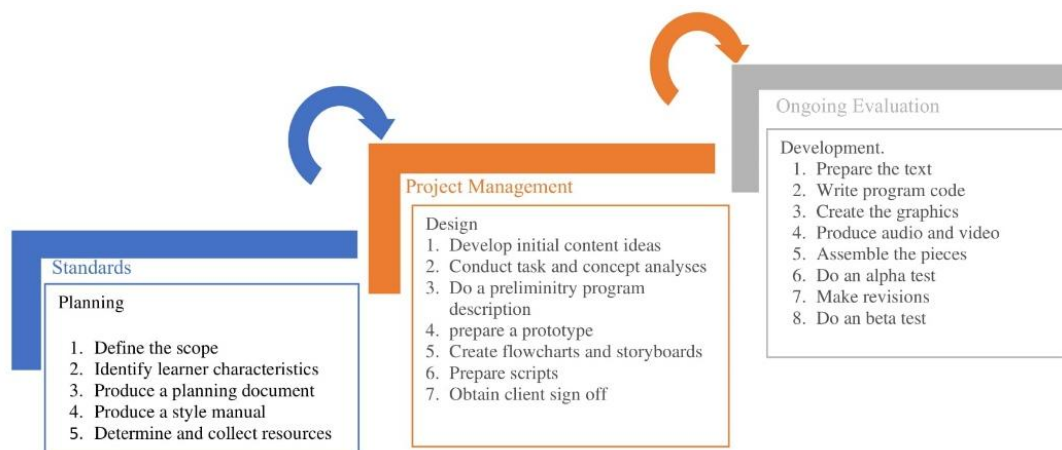 Standards
Planning
1. Define the scope
2. Identify learner characteristics
3. Produce a planning document
4. Produce a style manual
5. Determine and collect resources
Project Management
Design
1. Develop initial content ideas
2. Conduct task and concept analyses
3. Do a preliminitry program
description
4. prepare a prototype
5. Create flowcharts and storyboards
6. Prepare scripts
7. Obtain client sign off
Ongoing Evaluation
Development.
1. Prepare the text
2. Write program code
3. Create the graphics
4. Produce audio and video
5. Assemble the pieces
6. Do an alpha test
7. Make revisions
8. Do an beta test